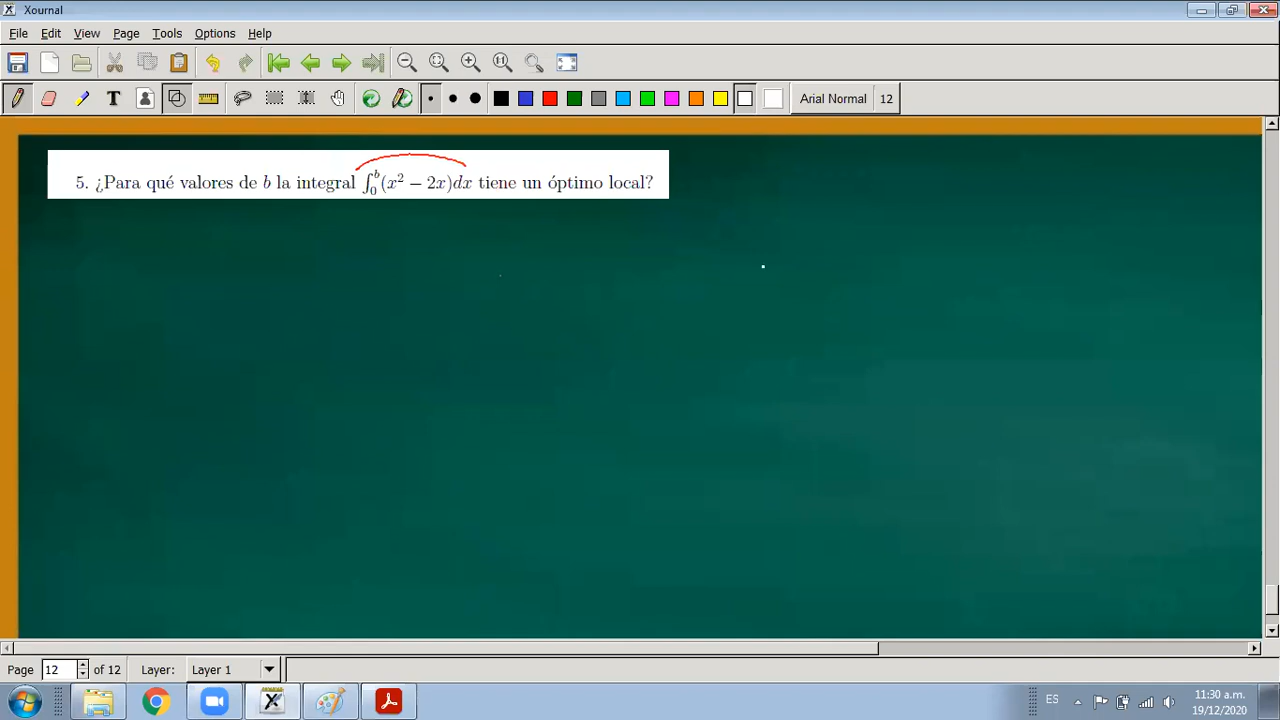 Xournal
File Edit View Page Tools Options Help
T Arial Normal 12
5. ¿Para qué valores de b la integral ∫₀ᵇ(x² − 2x)dx tiene un óptimo local?
Page 12 of 12 Layer: Layer 1
ES 11:30 a.m.
19/12/2020